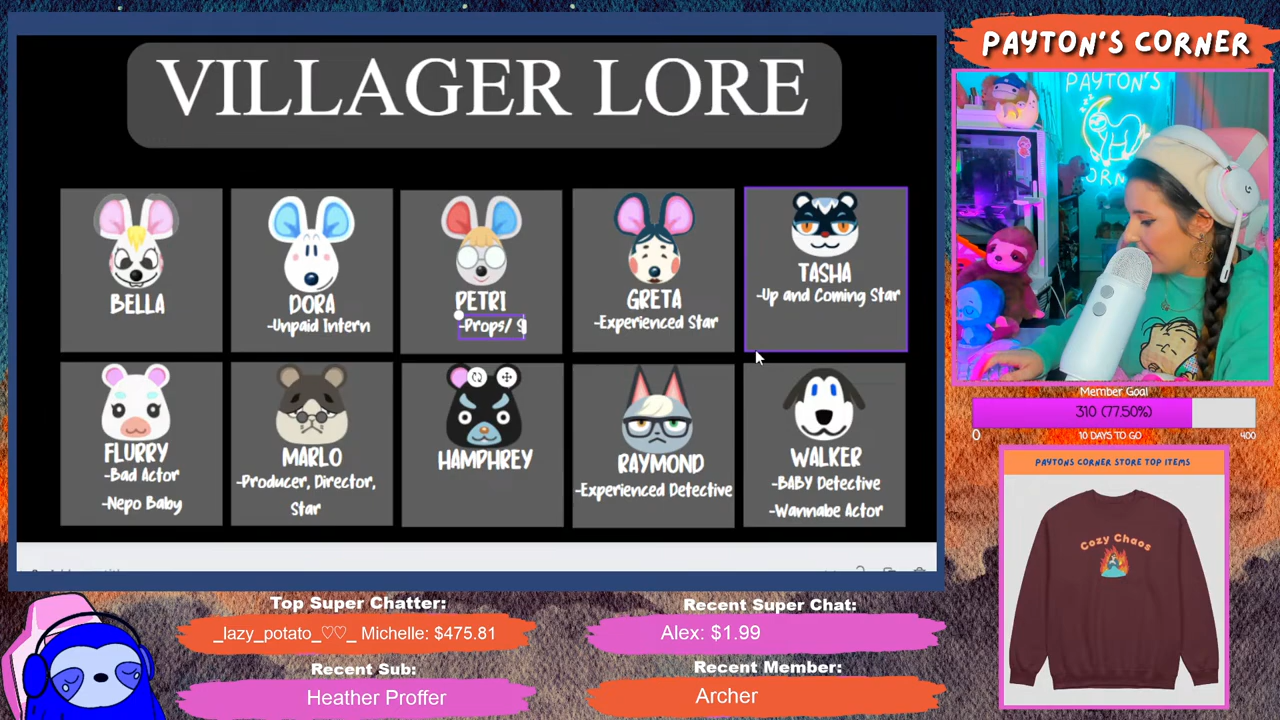 VILLAGER LORE
BELLA
DORA
-Unpaid Intern
PETRI
-Props/ S
GRETA
-Experienced Star
TASHA
-Up and Coming Star
FLURRY
-Bad Actor
-Nepo Baby
MARLO
-Producer, Director,
Star
HAMPHREY
RAYMOND
-Experienced Detective
WALKER
-BABY Detective
-Wannabe Actor
PAYTON'S CORNER
PAYTON'S
Member Goal
310 (77.50%)
0
10 DAYS TO GO
400
PAYTONS CORNER STORE TOP ITEMS
Cozy Chaos
Top Super Chatter:
_lazy_potato_♡♡_ Michelle: $475.81
Recent Super Chat:
Alex: $1.99
Recent Sub:
Heather Proffer
Recent Member:
Archer